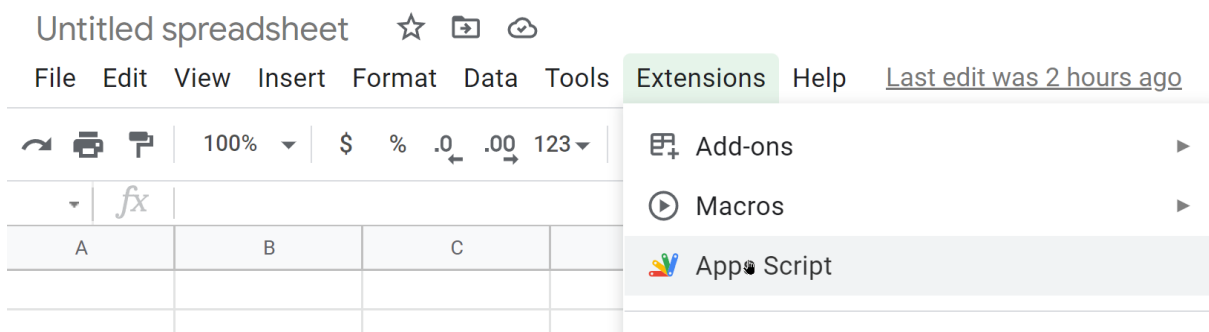 Untitled spreadsheet
File Edit View Insert Format Data Tools Extensions Help Last edit was 2 hours ago
100% $ % .0 .00 123
Add-ons
fx
Macros
A B C
Apps Script